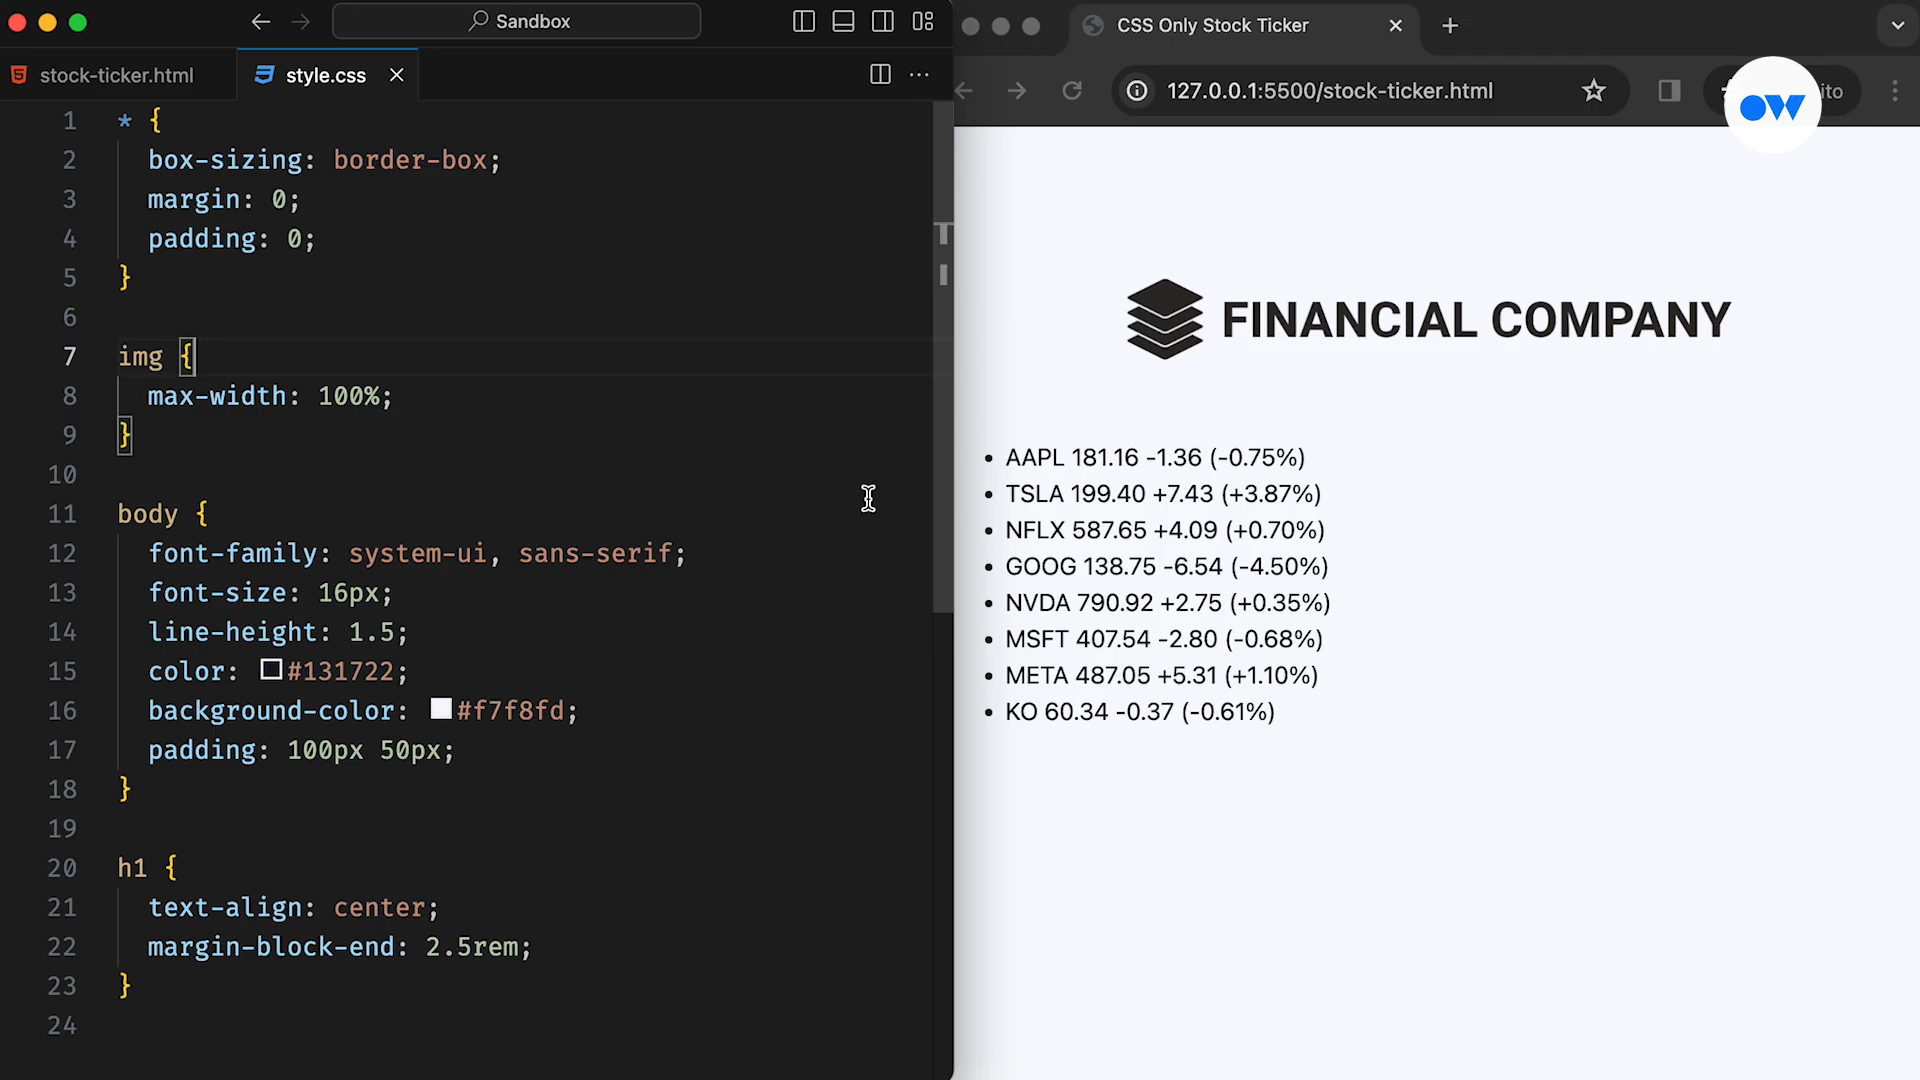 Sandbox
stock-ticker.html
style.css
1 * {
2 box-sizing: border-box;
3 margin: 0;
4 padding: 0;
5 }
6
7 img {
8 max-width: 100%;
9 }
10
11 body {
12 font-family: system-ui, sans-serif;
13 font-size: 16px;
14 line-height: 1.5;
15 color: #131722;
16 background-color: #f7f8fd;
17 padding: 100px 50px;
18 }
19
20 h1 {
21 text-align: center;
22 margin-block-end: 2.5rem;
23 }
24
CSS Only Stock Ticker
127.0.0.1:5500/stock-ticker.html
ito
OW
FINANCIAL COMPANY
• AAPL 181.16 -1.36 (-0.75%)
• TSLA 199.40 +7.43 (+3.87%)
• NFLX 587.65 +4.09 (+0.70%)
• GOOG 138.75 -6.54 (-4.50%)
• NVDA 790.92 +2.75 (+0.35%)
• MSFT 407.54 -2.80 (-0.68%)
• META 487.05 +5.31 (+1.10%)
• KO 60.34 -0.37 (-0.61%)